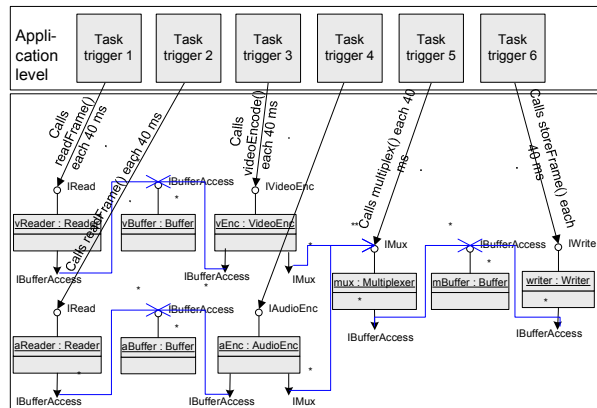 Appli-
cation
level
Task
trigger 1
Task
trigger 2
Task
trigger 3
Task
trigger 4
Task
trigger 5
Task
trigger 6
Calls
readFrame()
each 40 ms
Calls readFrame() each 40 ms
Calls
videoEncode()
each 40 ms
Calls multiplex() each 40
ms
Calls storeFrame() each
40 ms
IRead
IBufferAccess
IVideoEnc
vReader : Reader
vBuffer : Buffer
vEnc : VideoEnc
IBufferAccess
IBufferAccess
IMux
IMux
IBufferAccess
IWrite
mux : Multiplexer
mBuffer : Buffer
writer : Writer
IBufferAccess
IBufferAccess
IRead
IBufferAccess
IAudioEnc
aReader : Reader
aBuffer : Buffer
aEnc : AudioEnc
IBufferAccess
IBufferAccess
IMux